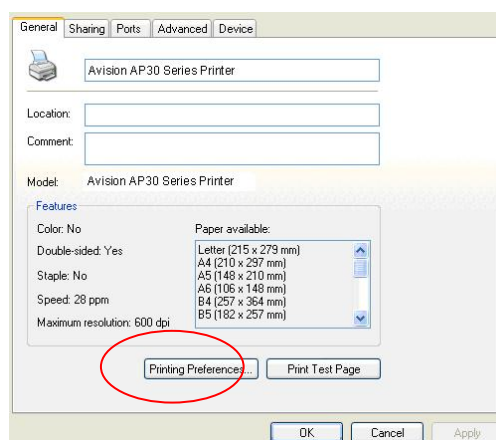 General Sharing Ports Advanced Device
Avision AP30 Series Printer
Location:
Comment:
Model: Avision AP30 Series Printer
Features
Color: No Paper available:
Double-sided: Yes Letter (215 x 279 mm)
A4 (210 x 297 mm)
Staple: No A5 (148 x 210 mm)
A6 (106 x 148 mm)
Speed: 28 ppm B4 (257 x 364 mm)
Maximum resolution: 600 dpi B5 (182 x 257 mm)
Printing Preferences... Print Test Page
OK Cancel Apply